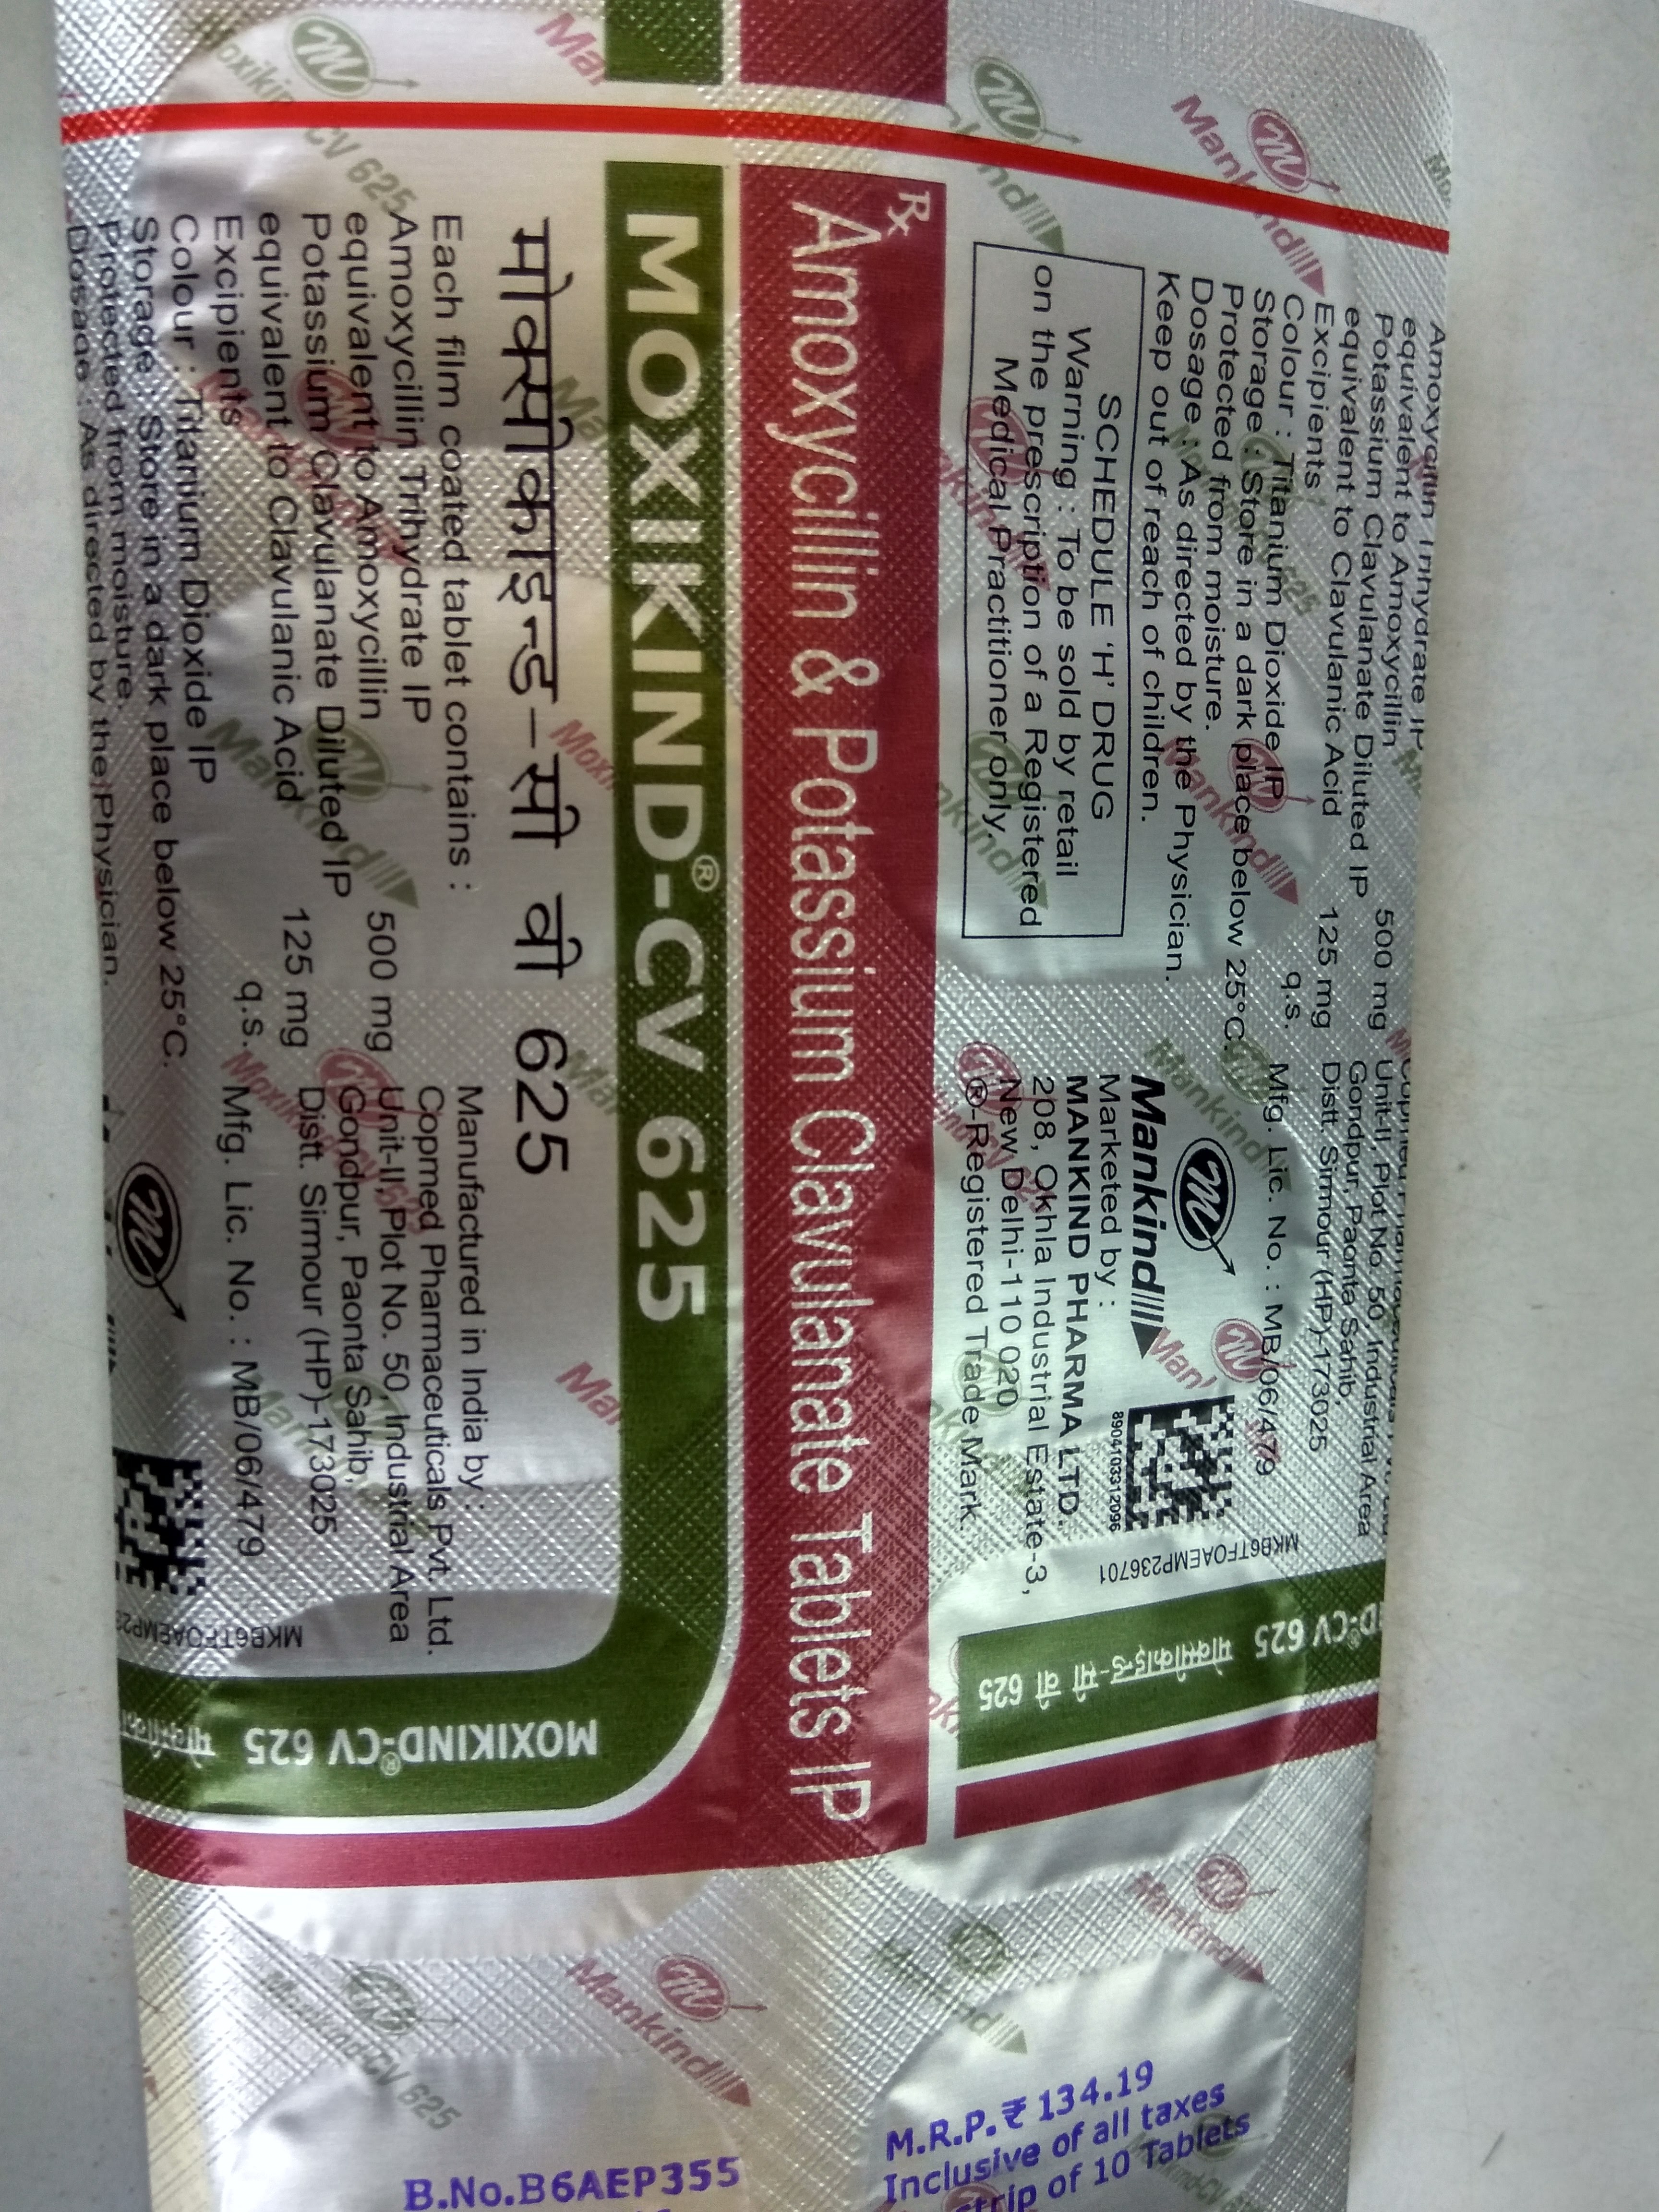 Amoxycillin Trihydrate IP
equivalent to Amoxycillin 500 mg
Potassium Clavulanate Diluted IP
equivalent to Clavulanic Acid 125 mg
Excipients q.s.
Colour : Titanium Dioxide IP
Storage : Store in a dark place below 25°C.
Protected from moisture.
Dosage : As directed by the Physician.
Keep out of reach of children.
SCHEDULE 'H' DRUG
Warning : To be sold by retail
on the prescription of a Registered
Medical Practitioner only.
Unit-II, Plot No. 50, Industrial Area
Gondpur, Paonta Sahib,
Distt. Sirmour (HP)-173025
Mfg. Lic. No. : MB/06/479
Mankind
Marketed by :
MANKIND PHARMA LTD.
208, Okhla Industrial Estate-3,
New Delhi-110 020
®-Registered Trade Mark.
8904103312096
MKB6TFOAEMP236701
D-CV 625 मोक्सीकाइन्ड-सी वी 625
Rx
Amoxycillin & Potassium Clavulanate Tablets IP
MOXIKIND®-CV 625
मोक्सीकाइन्ड-सी वी 625
Each film coated tablet contains :
Amoxycillin Trihydrate IP
equivalent to Amoxycillin 500 mg
Potassium Clavulanate Diluted IP
equivalent to Clavulanic Acid 125 mg
Excipients q.s.
Colour : Titanium Dioxide IP
Storage : Store in a dark place below 25°C.
Protected from moisture.
Dosage : As directed by the Physician.
Manufactured in India by :
Copmed Pharmaceuticals Pvt. Ltd.
Unit-II, Plot No. 50, Industrial Area
Gondpur, Paonta Sahib,
Distt. Sirmour (HP)-173025
Mfg. Lic. No. : MB/06/479
MKB6TFOAEMP2
MOXIKIND®-CV 625
M.R.P. ₹ 134.19
Inclusive of all taxes
of 10 Tablets
B.No.B6AEP355